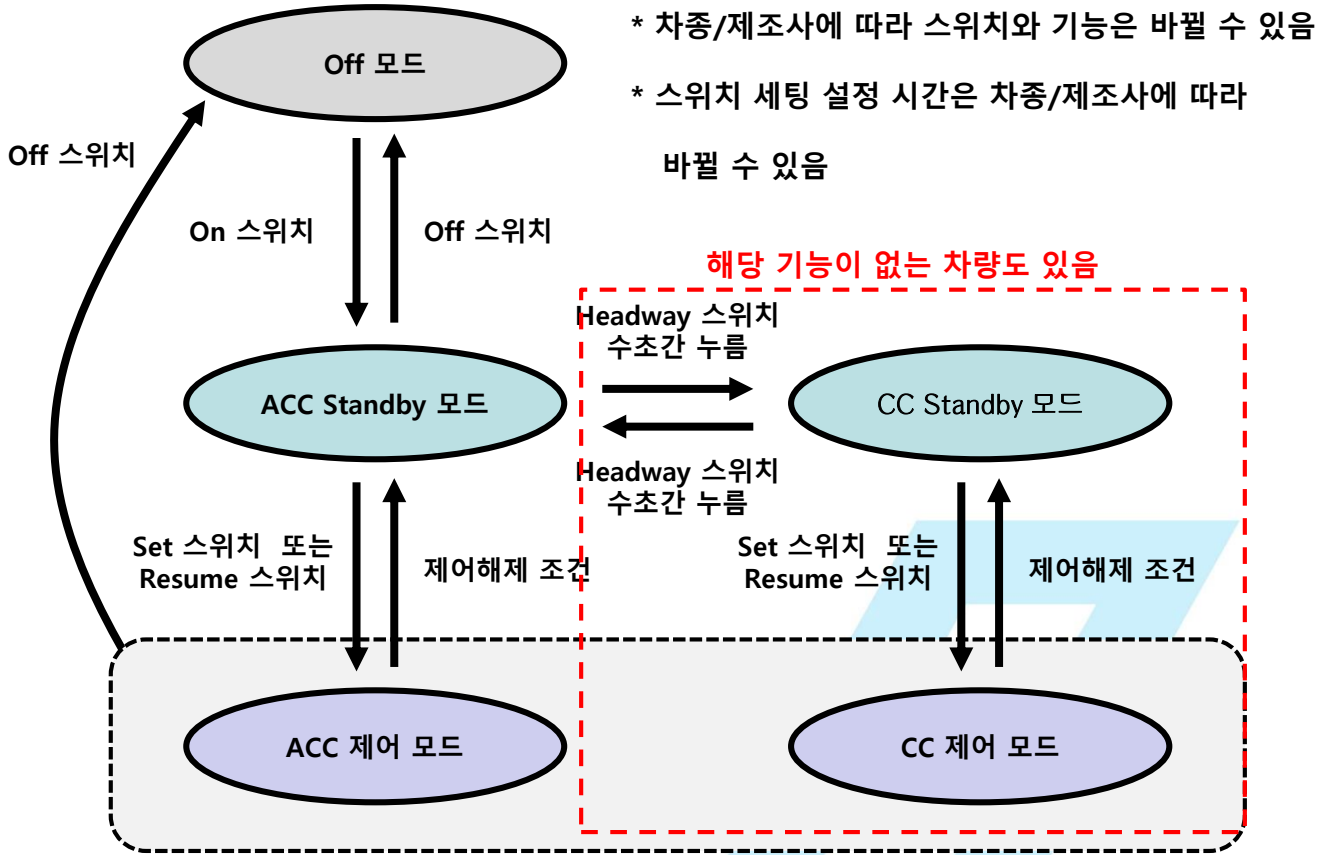 * 차종/제조사에 따라 스위치와 기능은 바뀔 수 있음
Off 모드
* 스위치 세팅 설정 시간은 차종/제조사에 따라
바뀔 수 있음
Off 스위치
On 스위치
Off 스위치
해당 기능이 없는 차량도 있음
Headway 스위치
수초간 누름
ACC Standby 모드
CC Standby 모드
Headway 스위치
수초간 누름
Set 스위치 또는
Resume 스위치
제어해제 조건
Set 스위치 또는
Resume 스위치
제어해제 조건
ACC 제어 모드
CC 제어 모드